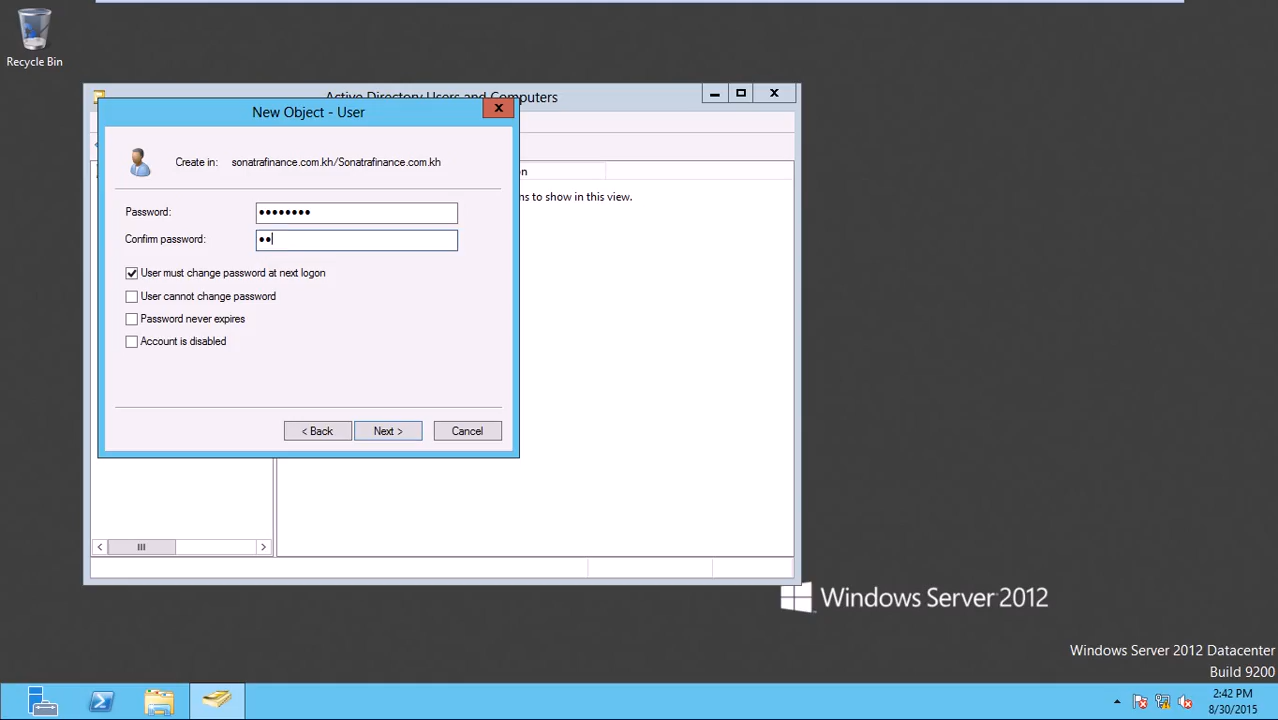 Recycle Bin
Active Directory Users and Computers
New Object - User
Create in: sonatrafinance.com.kh/Sonatrafinance.com.kh
ns to show in this view.
Password: ••••••••
Confirm password: ••
User must change password at next logon
User cannot change password
Password never expires
Account is disabled
< Back
Next >
Cancel
Windows Server 2012
Windows Server 2012 Datacenter
Build 9200
2:42 PM
8/30/2015